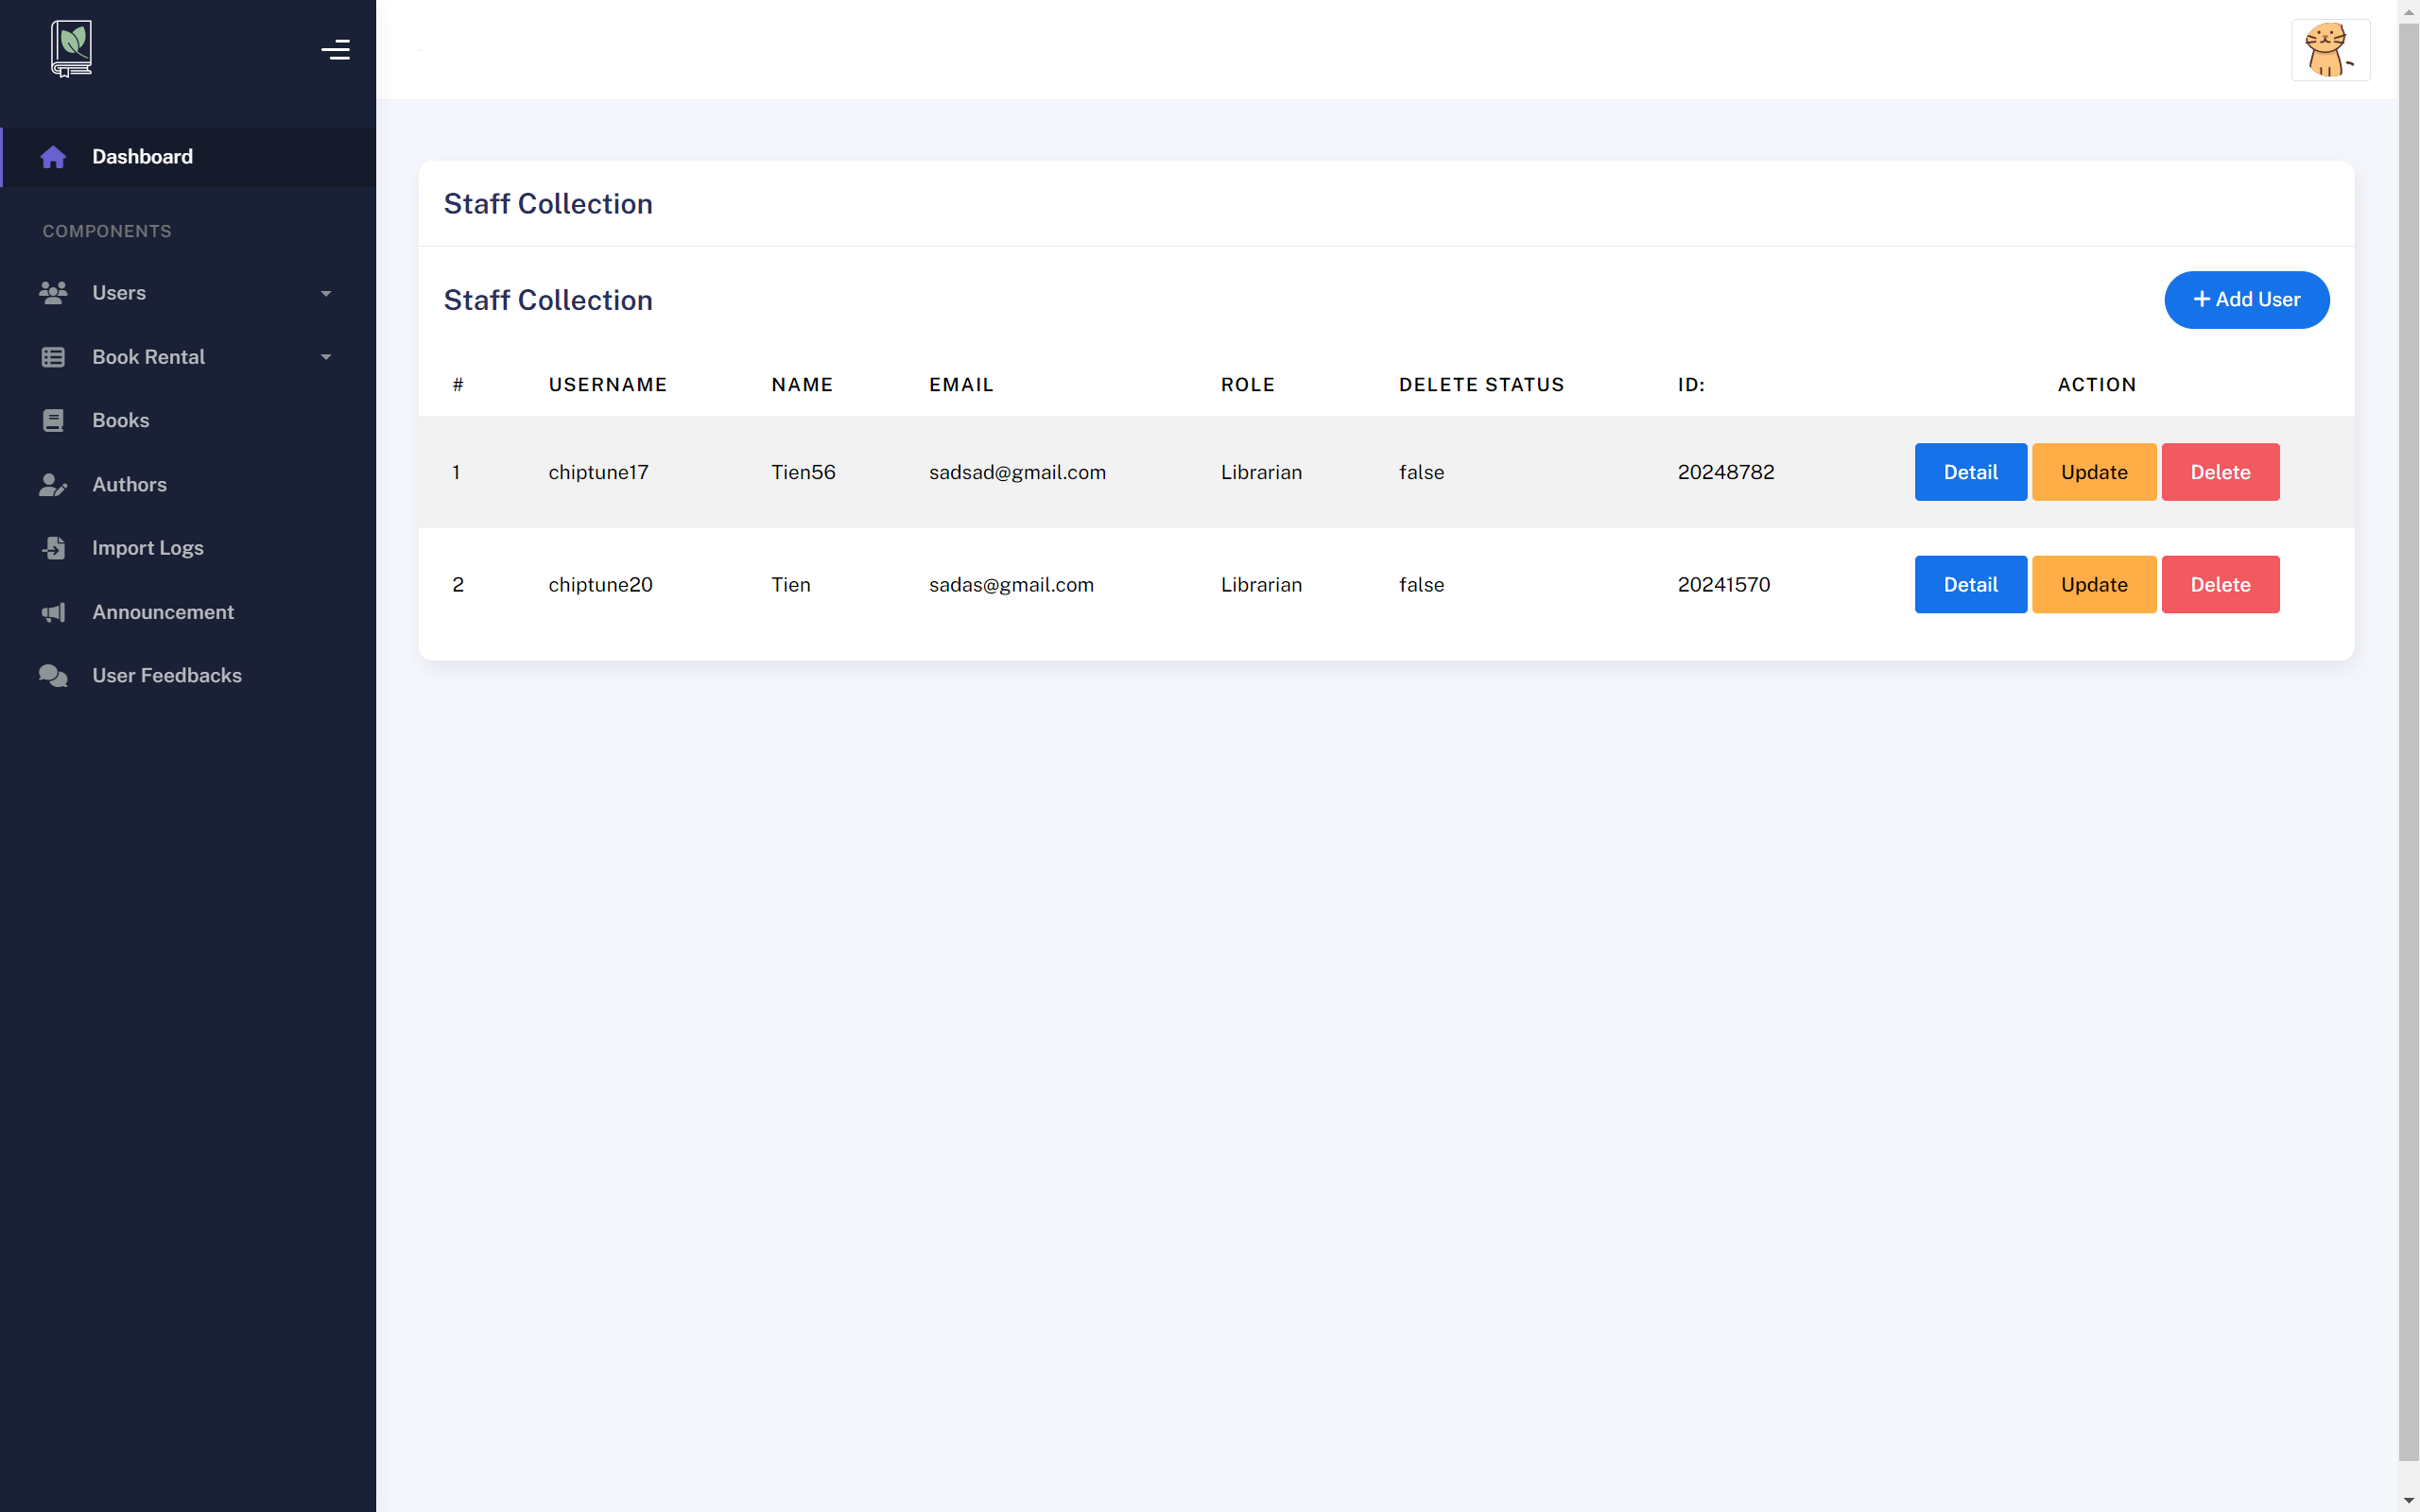 Dashboard
COMPONENTS
Users
Book Rental
Books
Authors
Import Logs
Announcement
User Feedbacks
Staff Collection
Staff Collection
+ Add User
# USERNAME NAME EMAIL ROLE DELETE STATUS ID: ACTION
1 chiptune17 Tien56 sadsad@gmail.com Librarian false 20248782 Detail Update Delete
2 chiptune20 Tien sadas@gmail.com Librarian false 20241570 Detail Update Delete